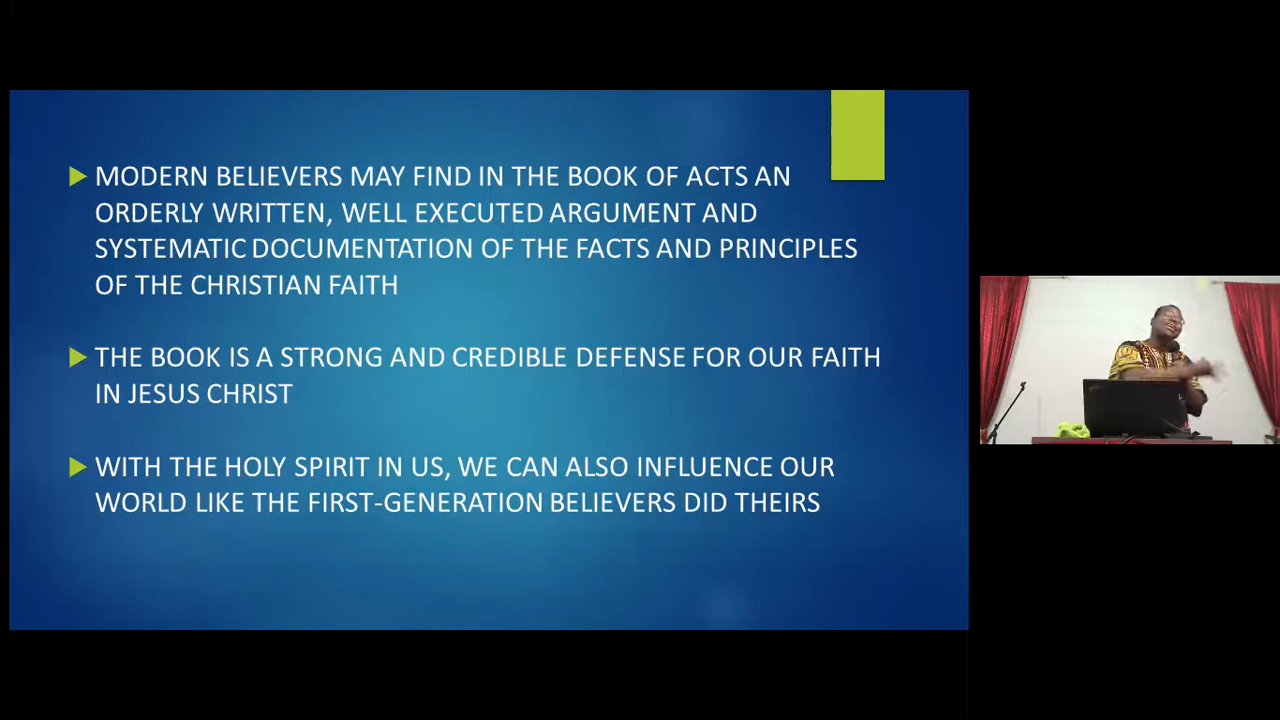 MODERN BELIEVERS MAY FIND IN THE BOOK OF ACTS AN
ORDERLY WRITTEN, WELL EXECUTED ARGUMENT AND
SYSTEMATIC DOCUMENTATION OF THE FACTS AND PRINCIPLES
OF THE CHRISTIAN FAITH
THE BOOK IS A STRONG AND CREDIBLE DEFENSE FOR OUR FAITH
IN JESUS CHRIST
WITH THE HOLY SPIRIT IN US, WE CAN ALSO INFLUENCE OUR
WORLD LIKE THE FIRST-GENERATION BELIEVERS DID THEIRS